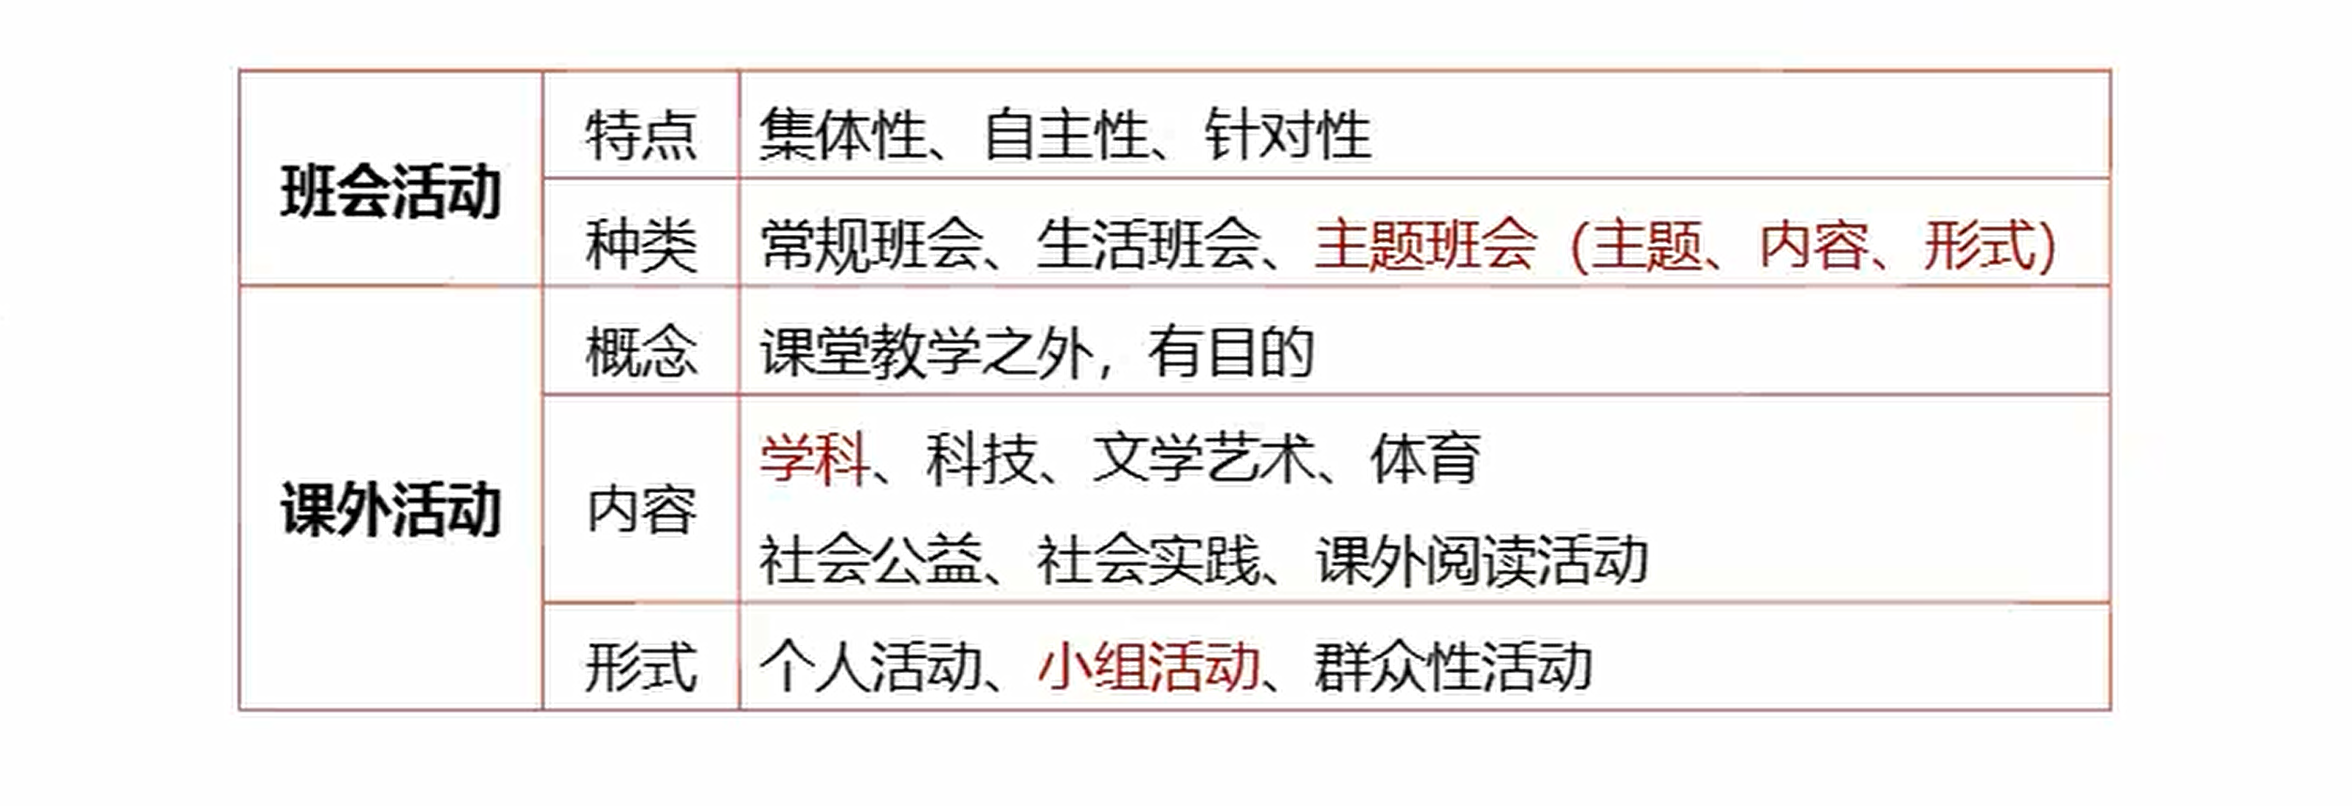 班会活动
特点
集体性、自主性、针对性
种类
常规班会、生活班会、主题班会（主题、内容、形式）
课外活动
概念
课堂教学之外，有目的
内容
学科、科技、文学艺术、体育
社会公益、社会实践、课外阅读活动
形式
个人活动、小组活动、群众性活动